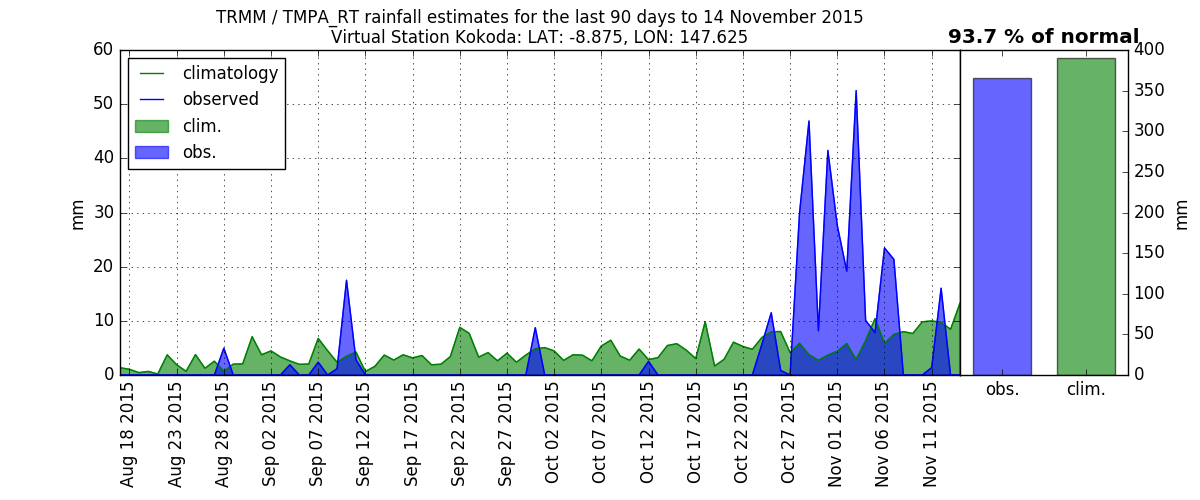 TRMM / TMPA_RT rainfall estimates for the last 90 days to 14 November 2015
Virtual Station Kokoda: LAT: -8.875, LON: 147.625
93.7 % of normal
climatology
observed
clim.
obs.
mm
60
50
40
30
20
10
0
Aug 18 2015
Aug 23 2015
Aug 28 2015
Sep 02 2015
Sep 07 2015
Sep 12 2015
Sep 17 2015
Sep 22 2015
Sep 27 2015
Oct 02 2015
Oct 07 2015
Oct 12 2015
Oct 17 2015
Oct 22 2015
Oct 27 2015
Nov 01 2015
Nov 06 2015
Nov 11 2015
obs.
clim.
400
350
300
250
200
150
100
50
0
mm